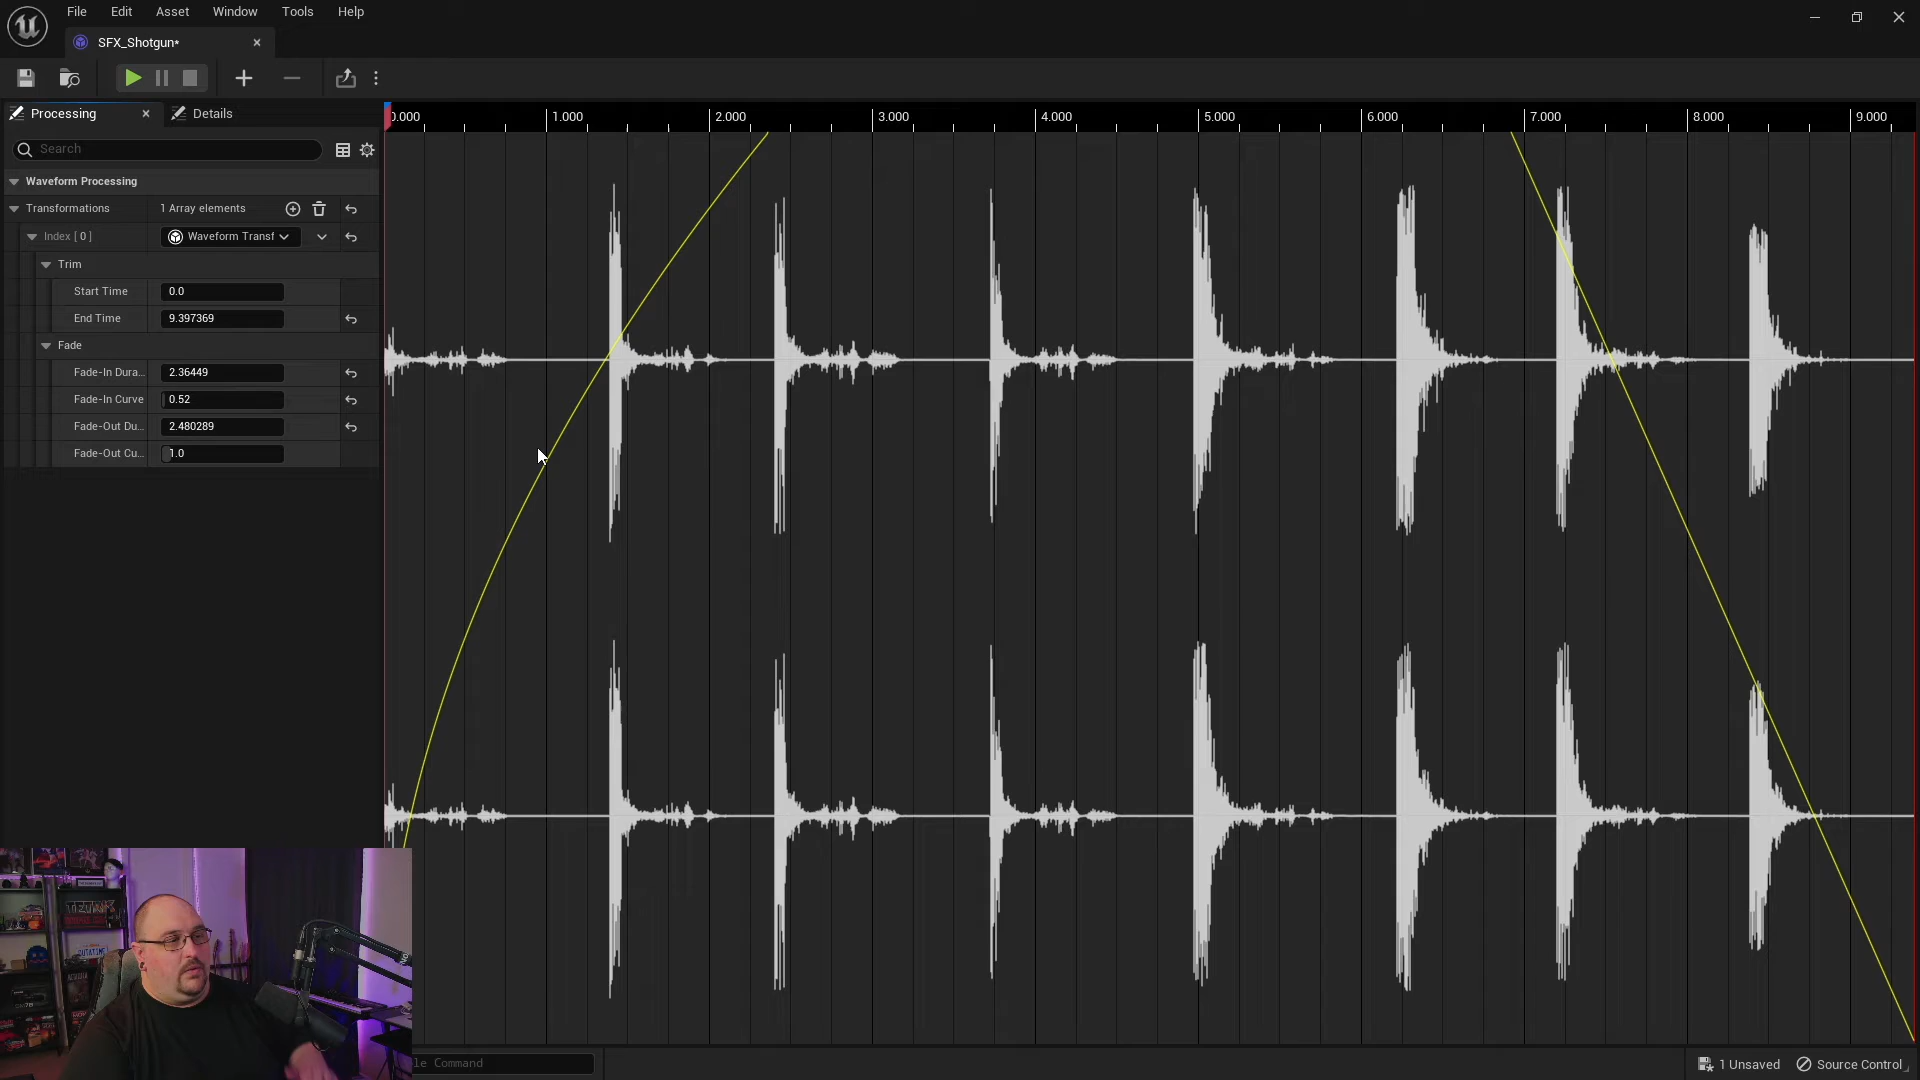 File Edit Asset Window Tools Help
SFX_Shotgun*
Processing Details
Search
Waveform Processing
Transformations 1 Array elements
Index [ 0 ] Waveform Transf
Trim
Start Time 0.0
End Time 9.397369
Fade
Fade-In Dura... 2.36449
Fade-In Curve 0.52
Fade-Out Du... 2.480289
Fade-Out Cu... 1.0
0.000 1.000 2.000 3.000 4.000 5.000 6.000 7.000 8.000 9.000
TETRIS
le Command
1 Unsaved Source Control